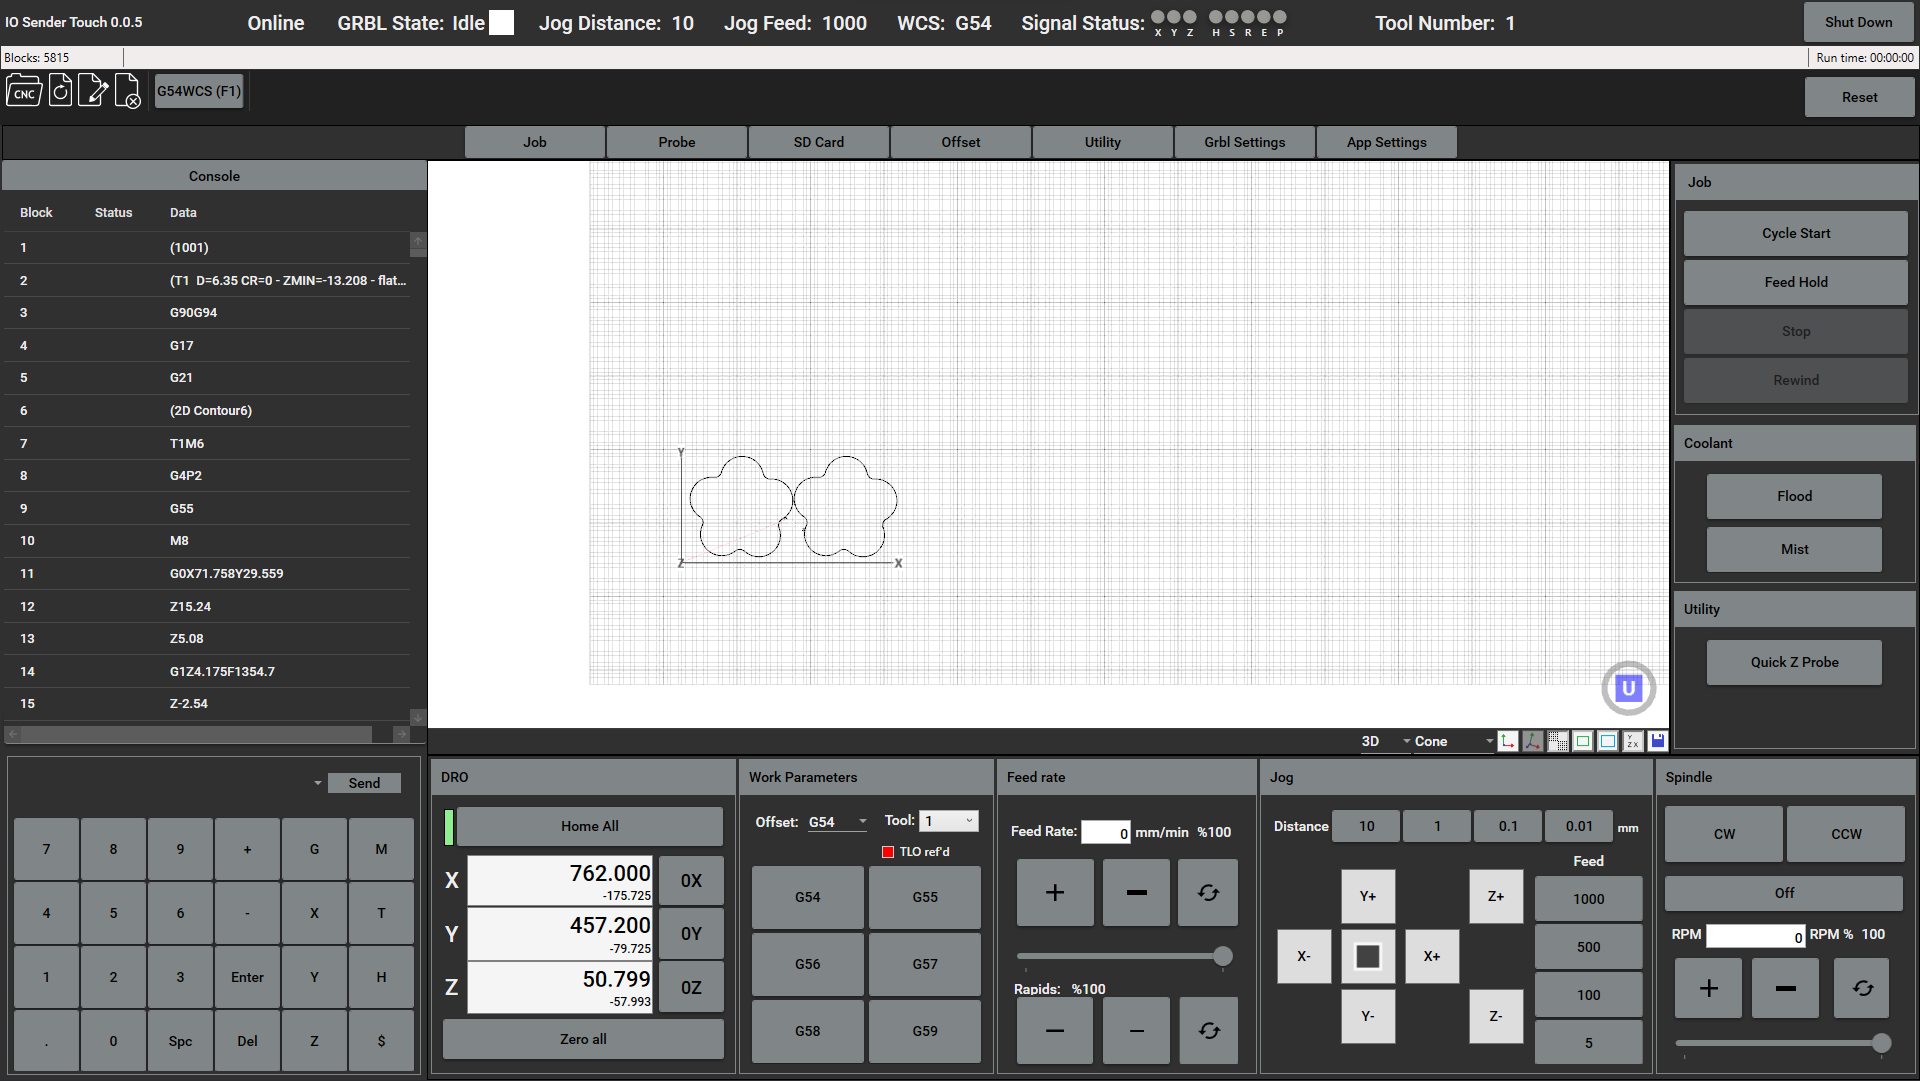 IO Sender Touch 0.0.5
Online
GRBL State: Idle
Jog Distance: 10
Jog Feed: 1000
WCS: G54
Signal Status:
X Y Z H S R E P
Tool Number: 1
Shut Down
Blocks: 5815
Run time: 00:00:00
CNC
G54WCS (F1)
Reset
Job
Probe
SD Card
Offset
Utility
Grbl Settings
App Settings
Console
Block Status Data
1 (1001)
2 (T1 D=6.35 CR=0 - ZMIN=-13.208 - flat...
3 G90G94
4 G17
5 G21
6 (2D Contour6)
7 T1M6
8 G4P2
9 G55
10 M8
11 G0X71.758Y29.559
12 Z15.24
13 Z5.08
14 G1Z4.175F1354.7
15 Z-2.54
Y
Z
X
U
3D
Cone
Y
Z X
Job
Cycle Start
Feed Hold
Stop
Rewind
Coolant
Flood
Mist
Utility
Quick Z Probe
Send
7 8 9 + G M
4 5 6 - X T
1 2 3 Enter Y H
. 0 Spc Del Z $
DRO
Home All
X 762.000 0X
-175.725
Y 457.200 0Y
-79.725
Z 50.799 0Z
-57.993
Zero all
Work Parameters
Offset: G54
Tool: 1
TLO ref'd
G54 G55
G56 G57
G58 G59
Feed rate
Feed Rate: 0 mm/min %100
+ −
Rapids: %100
− −
Jog
Distance 10 1 0.1 0.01 mm
Feed
Y+ Z+ 1000
X- X+ 500
Y- Z- 100
5
Spindle
CW CCW
Off
RPM 0 RPM % 100
+ −